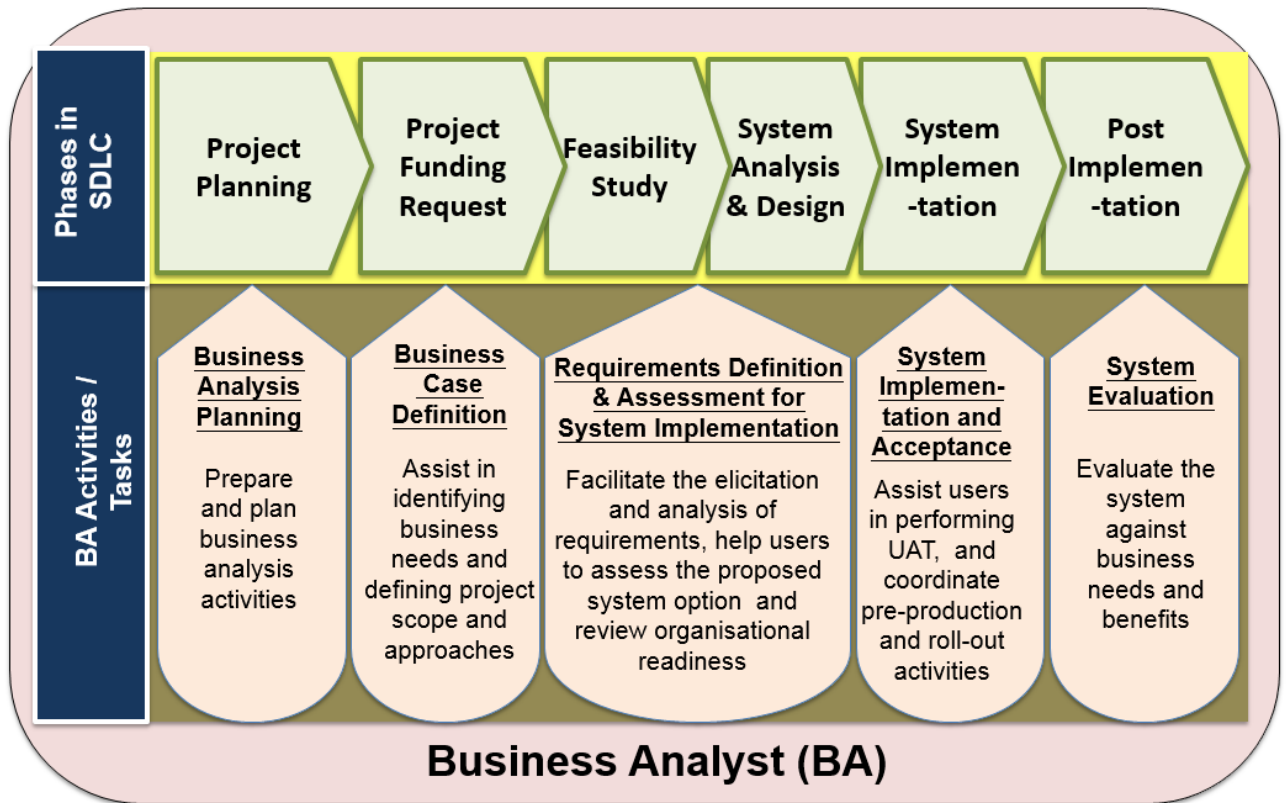 Phases in
SDLC
Project
Planning
Project
Funding
Request
Feasibility
Study
System
Analysis
& Design
System
Implemen
-tation
Post
Implemen
-tation
BA Activities /
Tasks
Business
Analysis
Planning
Prepare
and plan
business
analysis
activities
Business
Case
Definition
Assist in
identifying
business
needs and
defining project
scope and
approaches
Requirements Definition
& Assessment for
System Implementation
Facilitate the elicitation
and analysis of
requirements, help users
to assess the proposed
system option and
review organisational
readiness
System
Implemen-
tation and
Acceptance
Assist users
in performing
UAT, and
coordinate
pre-production
and roll-out
activities
System
Evaluation
Evaluate the
system
against
business
needs and
benefits
Business Analyst (BA)